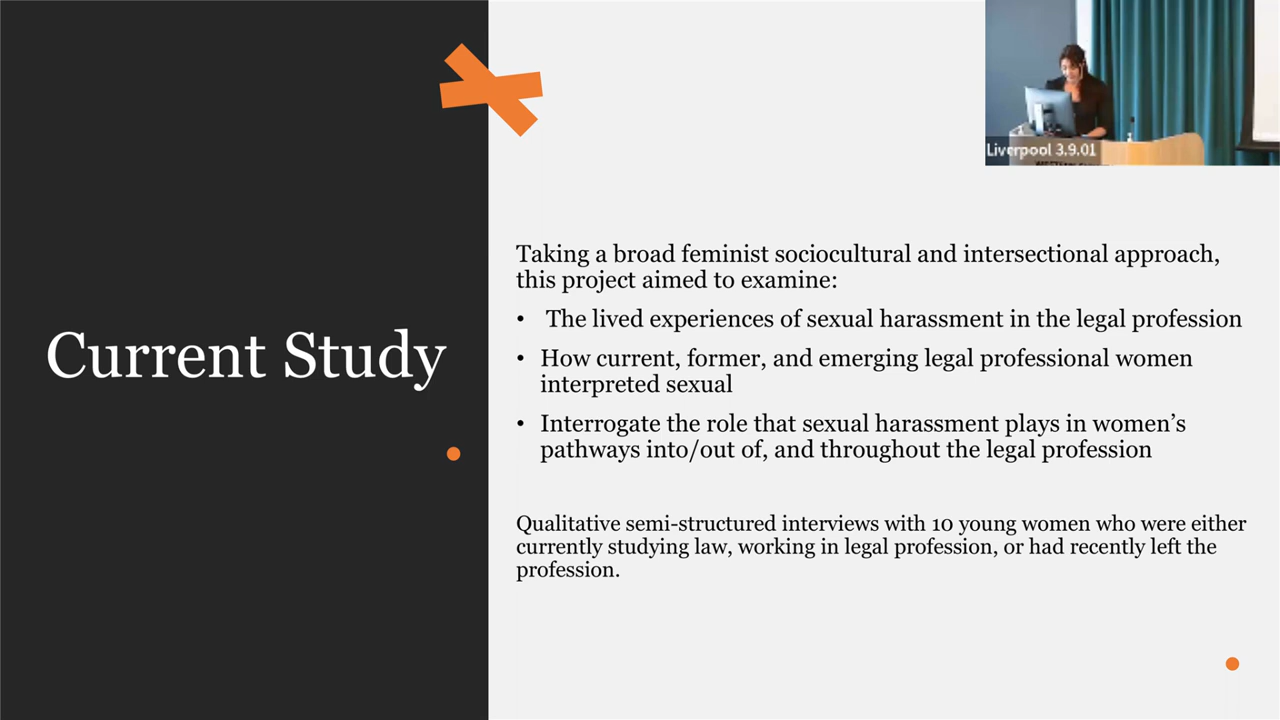 Liverpool 3.9.01
Current Study
Taking a broad feminist sociocultural and intersectional approach,
this project aimed to examine:
• The lived experiences of sexual harassment in the legal profession
• How current, former, and emerging legal professional women
interpreted sexual
• Interrogate the role that sexual harassment plays in women’s
pathways into/out of, and throughout the legal profession
Qualitative semi-structured interviews with 10 young women who were either
currently studying law, working in legal profession, or had recently left the
profession.